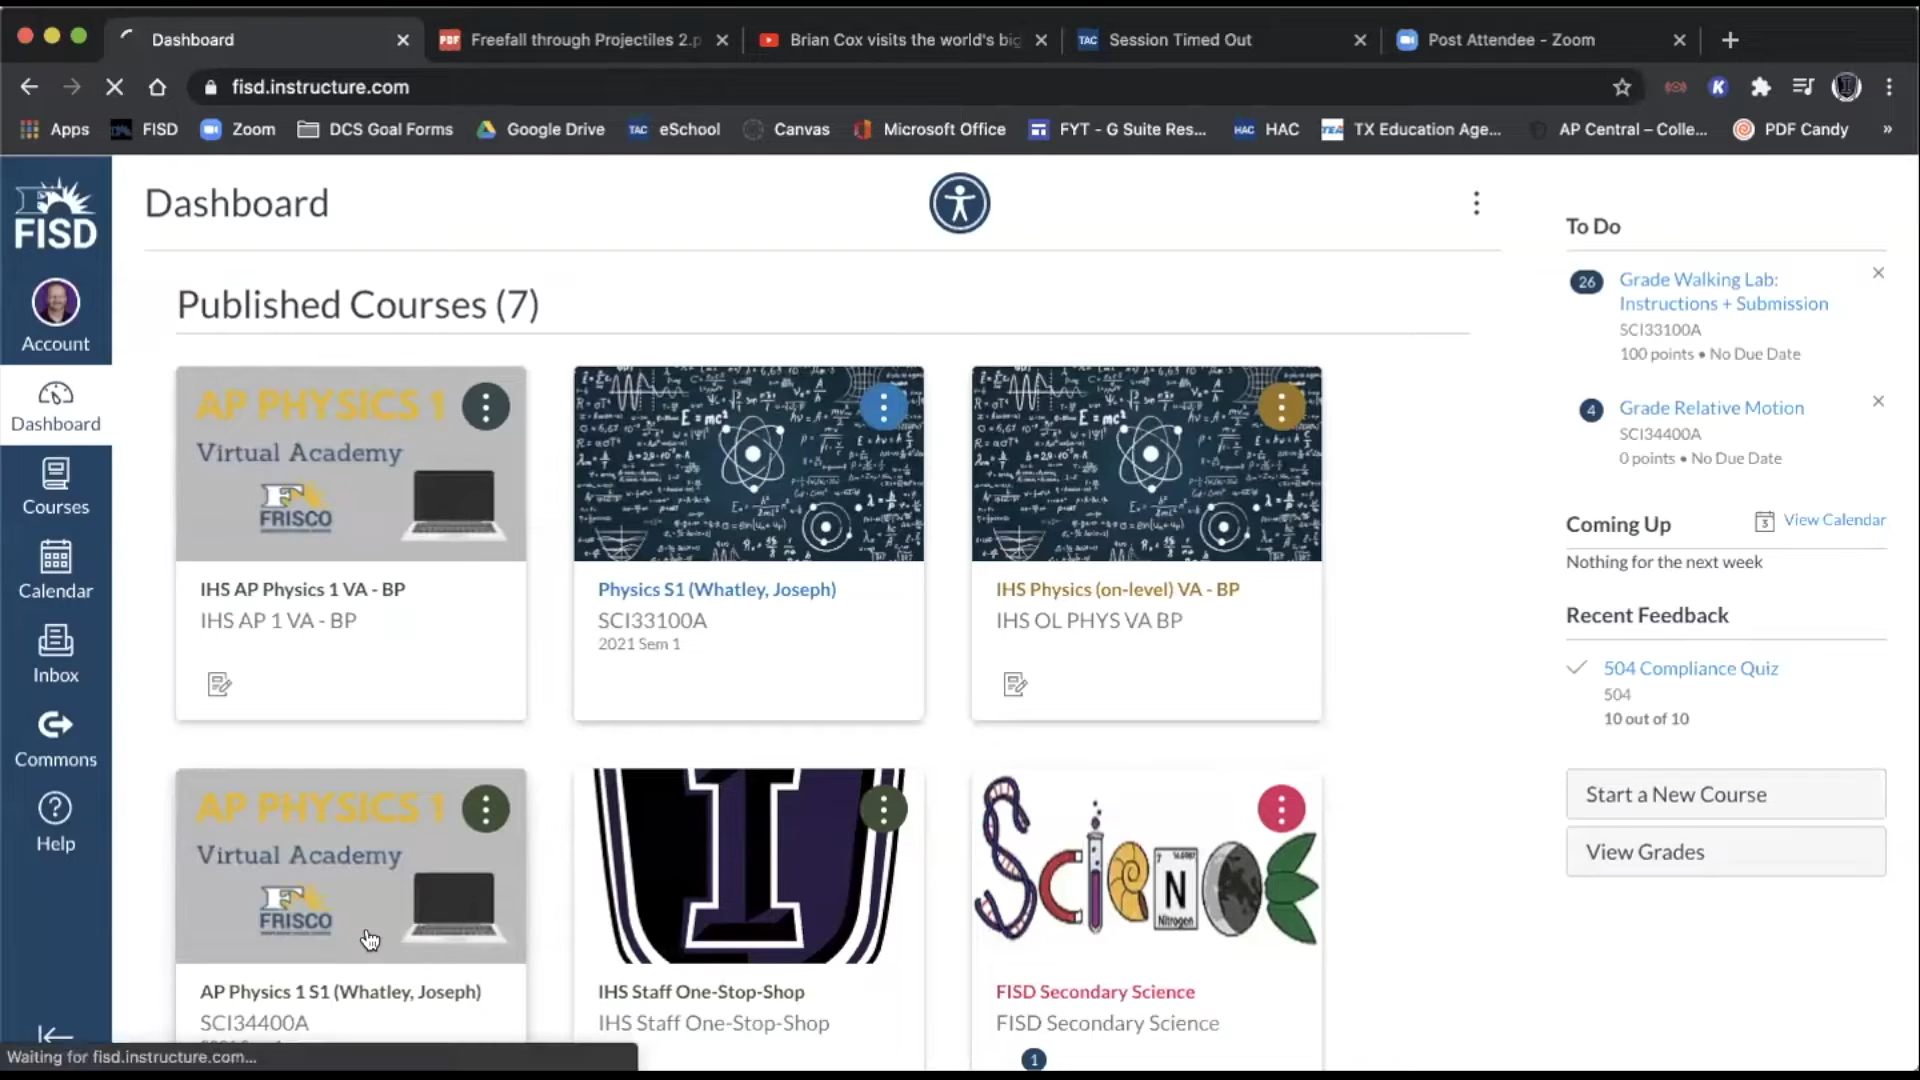 Dashboard
Freefall through Projectiles 2.p
Brian Cox visits the world's big
TAC
Session Timed Out
Post Attendee - Zoom
fisd.instructure.com
Apps
FISD
Zoom
DCS Goal Forms
Google Drive
TAC
eSchool
Canvas
Microsoft Office
FYT - G Suite Res...
HAC
HAC
TEA
TX Education Age...
AP Central – Colle...
PDF Candy
»
FISD
Account
Dashboard
Courses
Calendar
Inbox
Commons
Help
Dashboard
Published Courses (7)
AP PHYSICS 1
Virtual Academy
FRISCO
IHS AP Physics 1 VA - BP
IHS AP 1 VA - BP
E=mc²
Physics S1 (Whatley, Joseph)
SCI33100A
2021 Sem 1
E=mc²
IHS Physics (on-level) VA - BP
IHS OL PHYS VA BP
AP PHYSICS 1
Virtual Academy
FRISCO
AP Physics 1 S1 (Whatley, Joseph)
SCI34400A
I
IHS Staff One-Stop-Shop
IHS Staff One-Stop-Shop
N
Nitrogen
FISD Secondary Science
FISD Secondary Science
1
To Do
26
Grade Walking Lab:
Instructions + Submission
SCI33100A
100 points • No Due Date
4
Grade Relative Motion
SCI34400A
0 points • No Due Date
Coming Up
View Calendar
Nothing for the next week
Recent Feedback
504 Compliance Quiz
504
10 out of 10
Start a New Course
View Grades
Waiting for fisd.instructure.com...